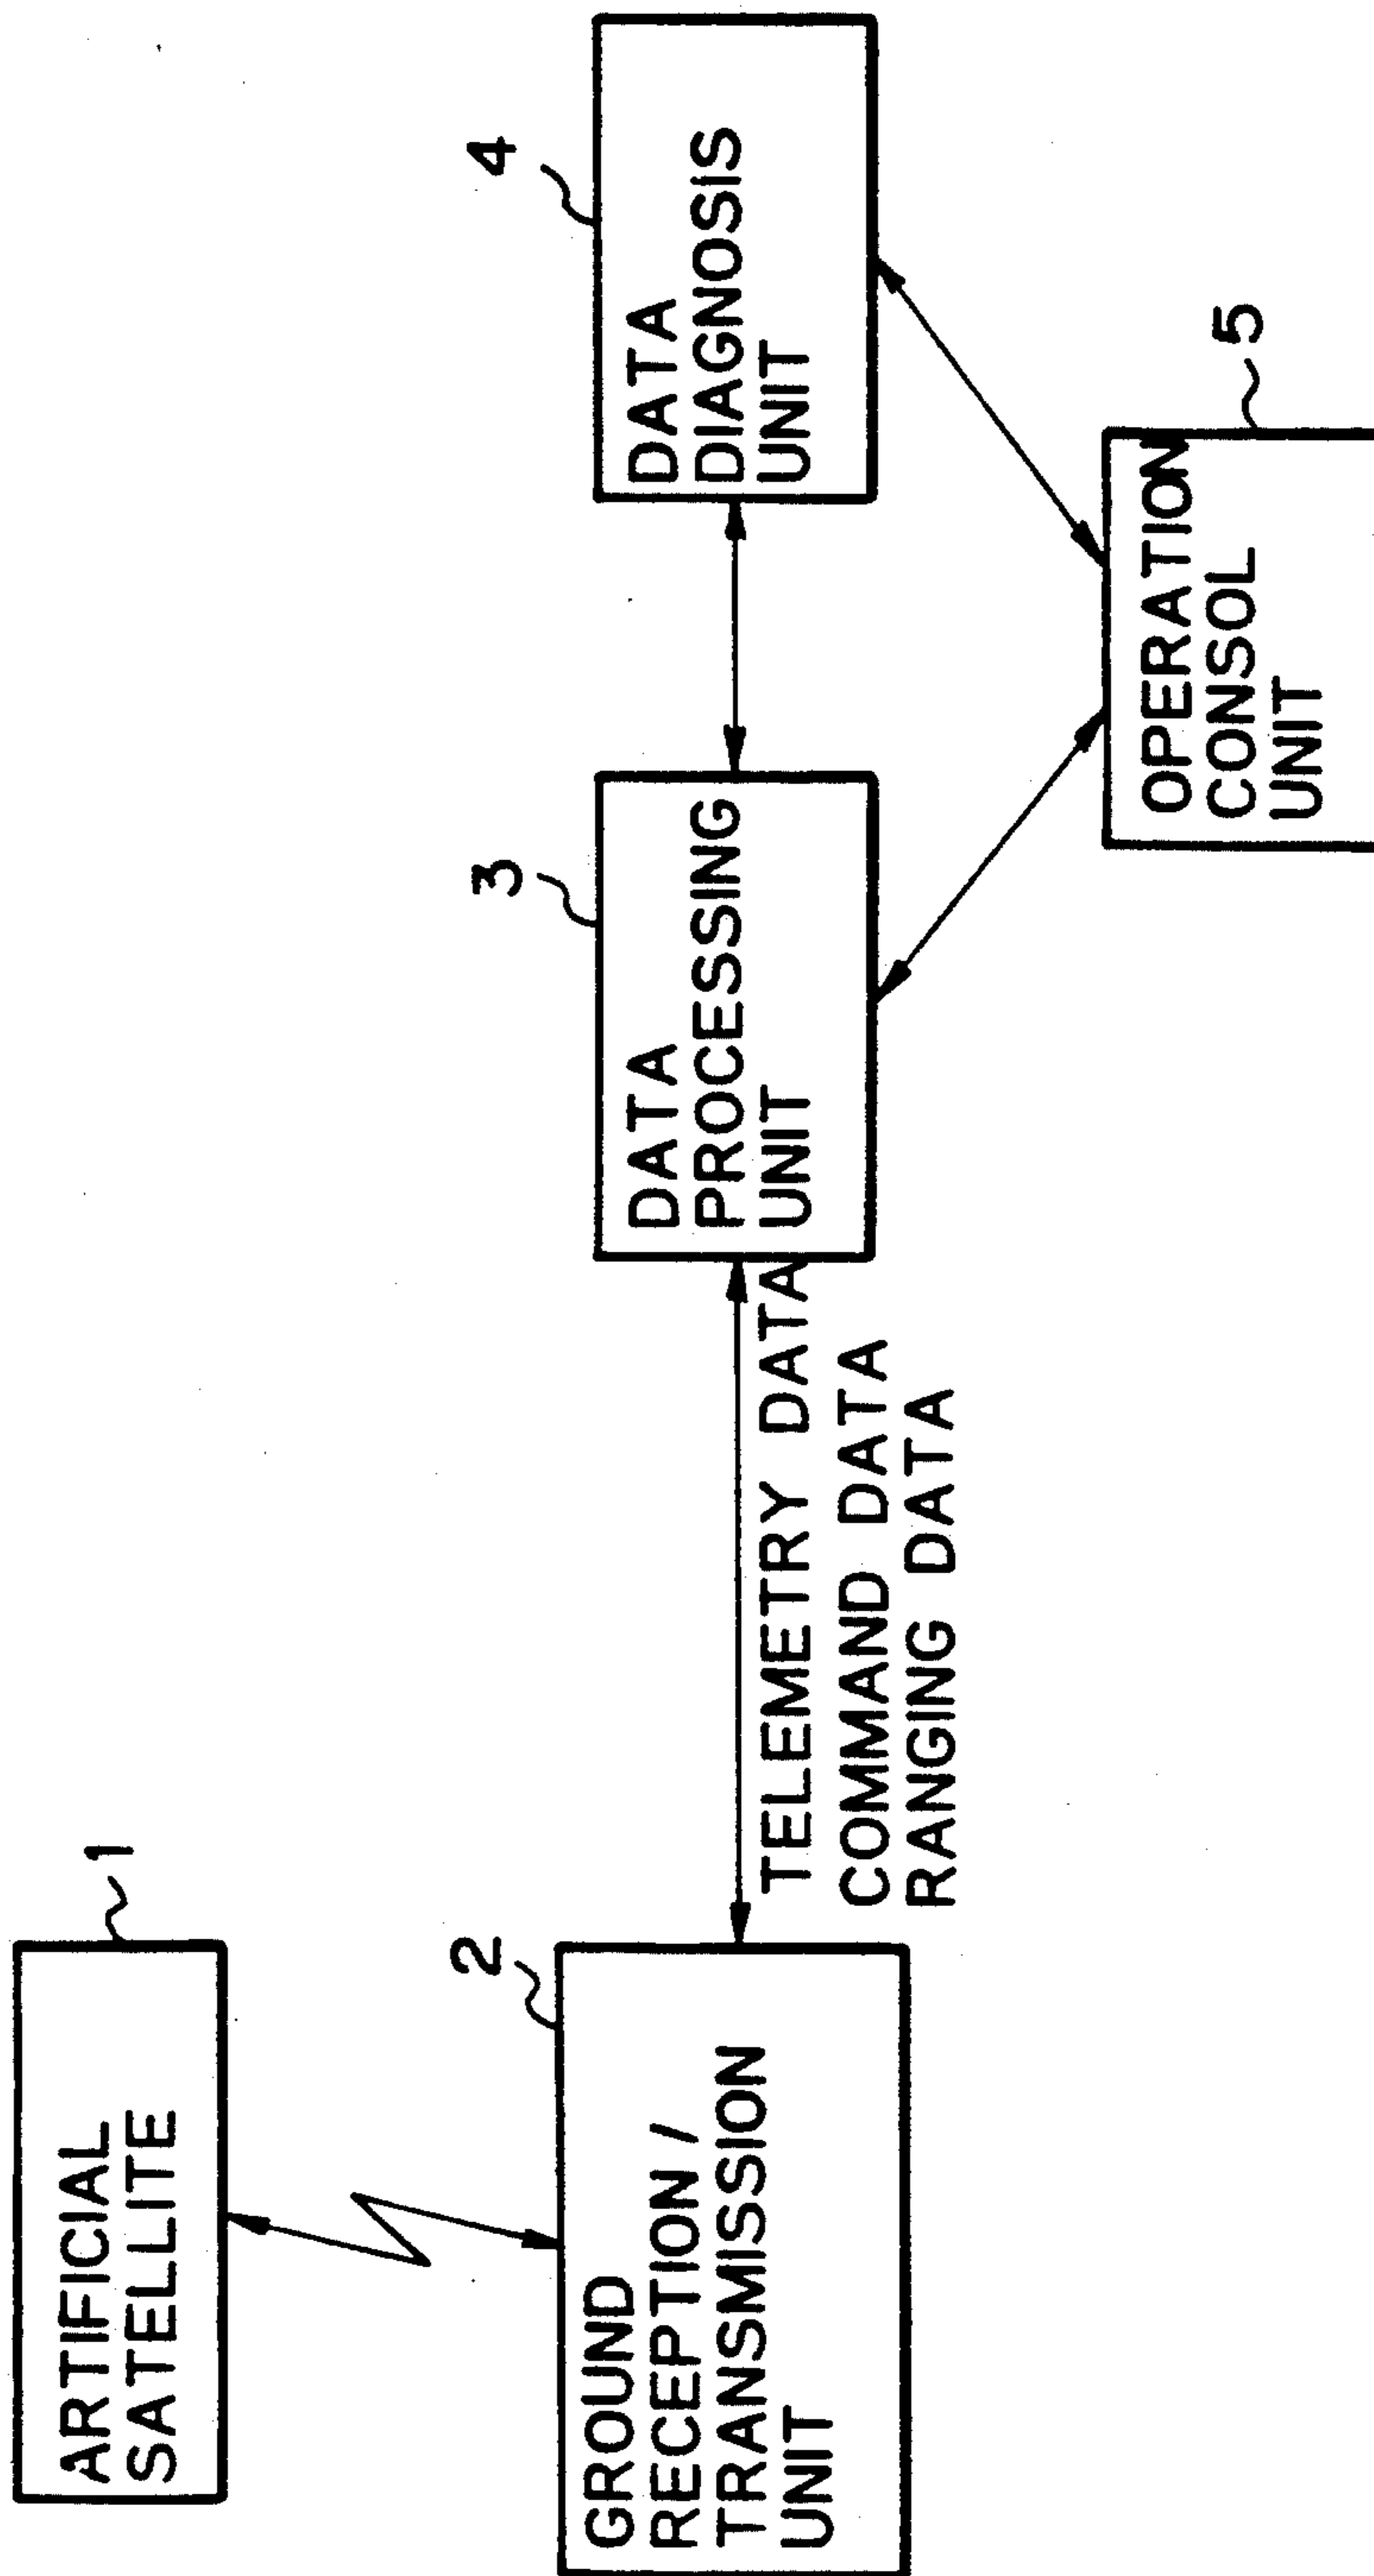 1
ARTIFICIAL
SATELLITE
2
GROUND
RECEPTION /
TRANSMISSION
UNIT
TELEMETRY DATA
COMMAND DATA
RANGING DATA
3
DATA
PROCESSING
UNIT
4
DATA
DIAGNOSIS
UNIT
5
OPERATION
CONSOL
UNIT